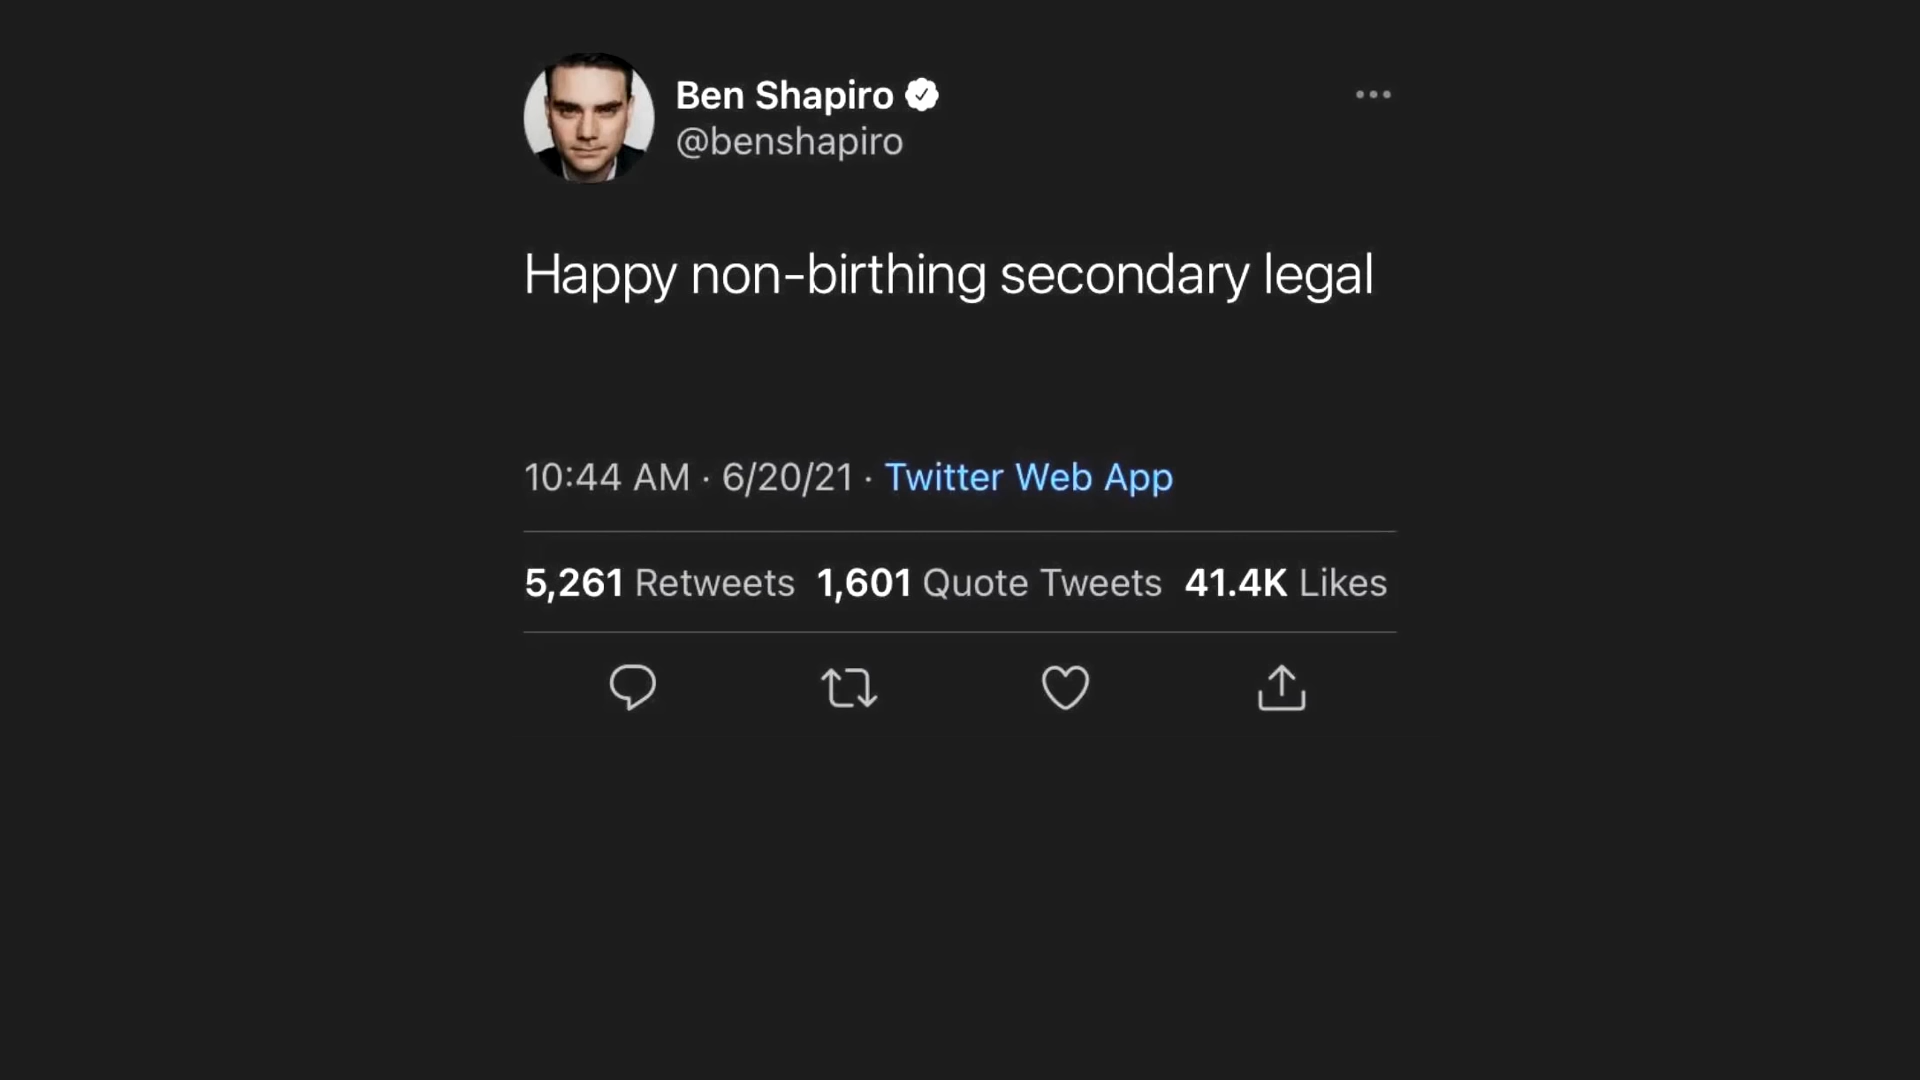 Ben Shapiro
@benshapiro
Happy non-birthing secondary legal
10:44 AM · 6/20/21 · Twitter Web App
5,261 Retweets 1,601 Quote Tweets 41.4K Likes